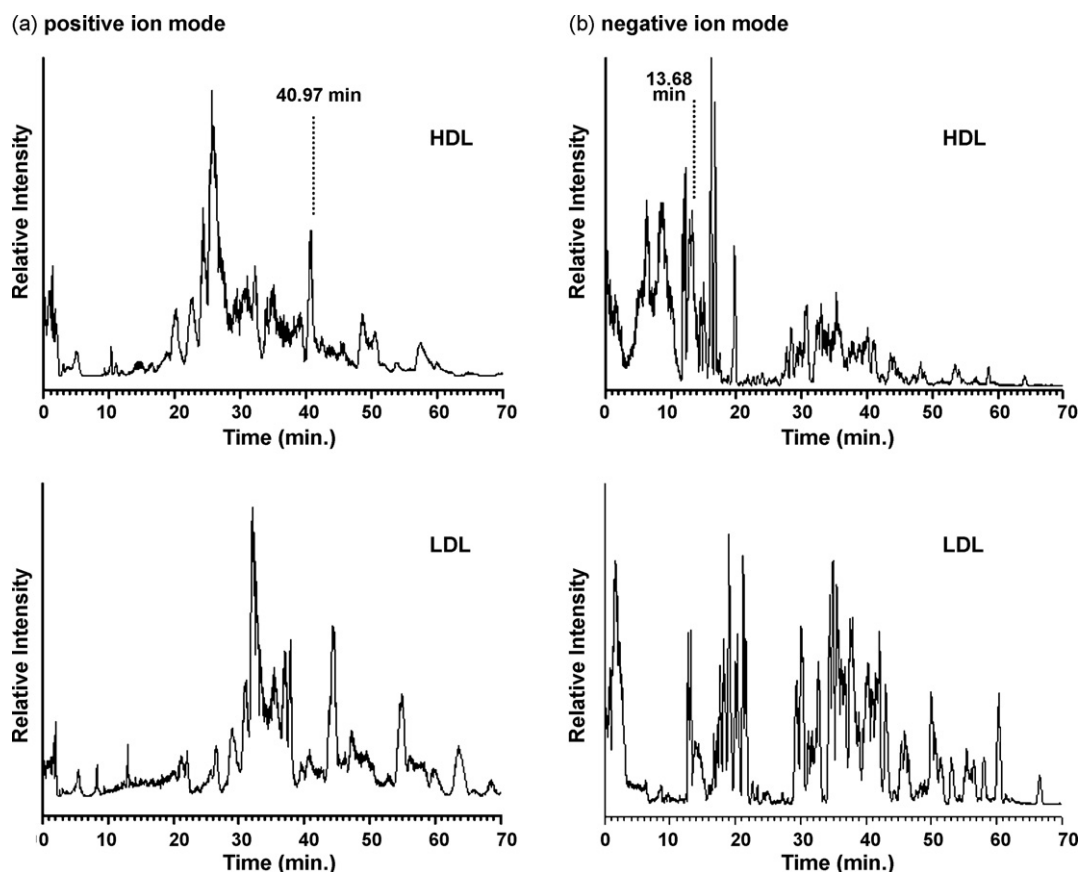 (a) positive ion mode
40.97 min
HDL
Relative Intensity
0 10 20 30 40 50 60 70
Time (min.)
(b) negative ion mode
13.68
min
HDL
Relative Intensity
0 10 20 30 40 50 60 70
Time (min.)
LDL
Relative Intensity
0 10 20 30 40 50 60 70
Time (min.)
LDL
Relative Intensity
0 10 20 30 40 50 60 70
Time (min.)